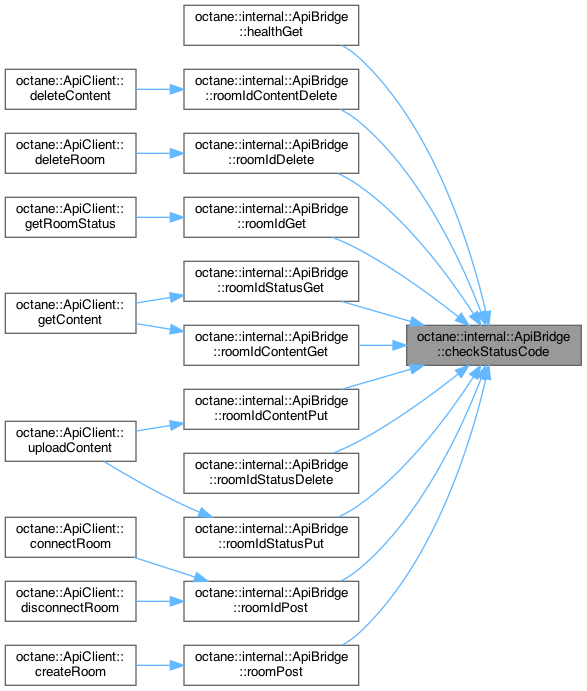 octane::internal::ApiBridge
::healthGet
octane::ApiClient::
deleteContent
octane::internal::ApiBridge
::roomIdContentDelete
octane::ApiClient::
deleteRoom
octane::internal::ApiBridge
::roomIdDelete
octane::ApiClient::
getRoomStatus
octane::internal::ApiBridge
::roomIdGet
octane::internal::ApiBridge
::roomIdStatusGet
octane::ApiClient::
getContent
octane::internal::ApiBridge
::roomIdContentGet
octane::internal::ApiBridge
::checkStatusCode
octane::internal::ApiBridge
::roomIdContentPut
octane::ApiClient::
uploadContent
octane::internal::ApiBridge
::roomIdStatusDelete
octane::internal::ApiBridge
::roomIdStatusPut
octane::ApiClient::
connectRoom
octane::ApiClient::
disconnectRoom
octane::internal::ApiBridge
::roomIdPost
octane::ApiClient::
createRoom
octane::internal::ApiBridge
::roomPost